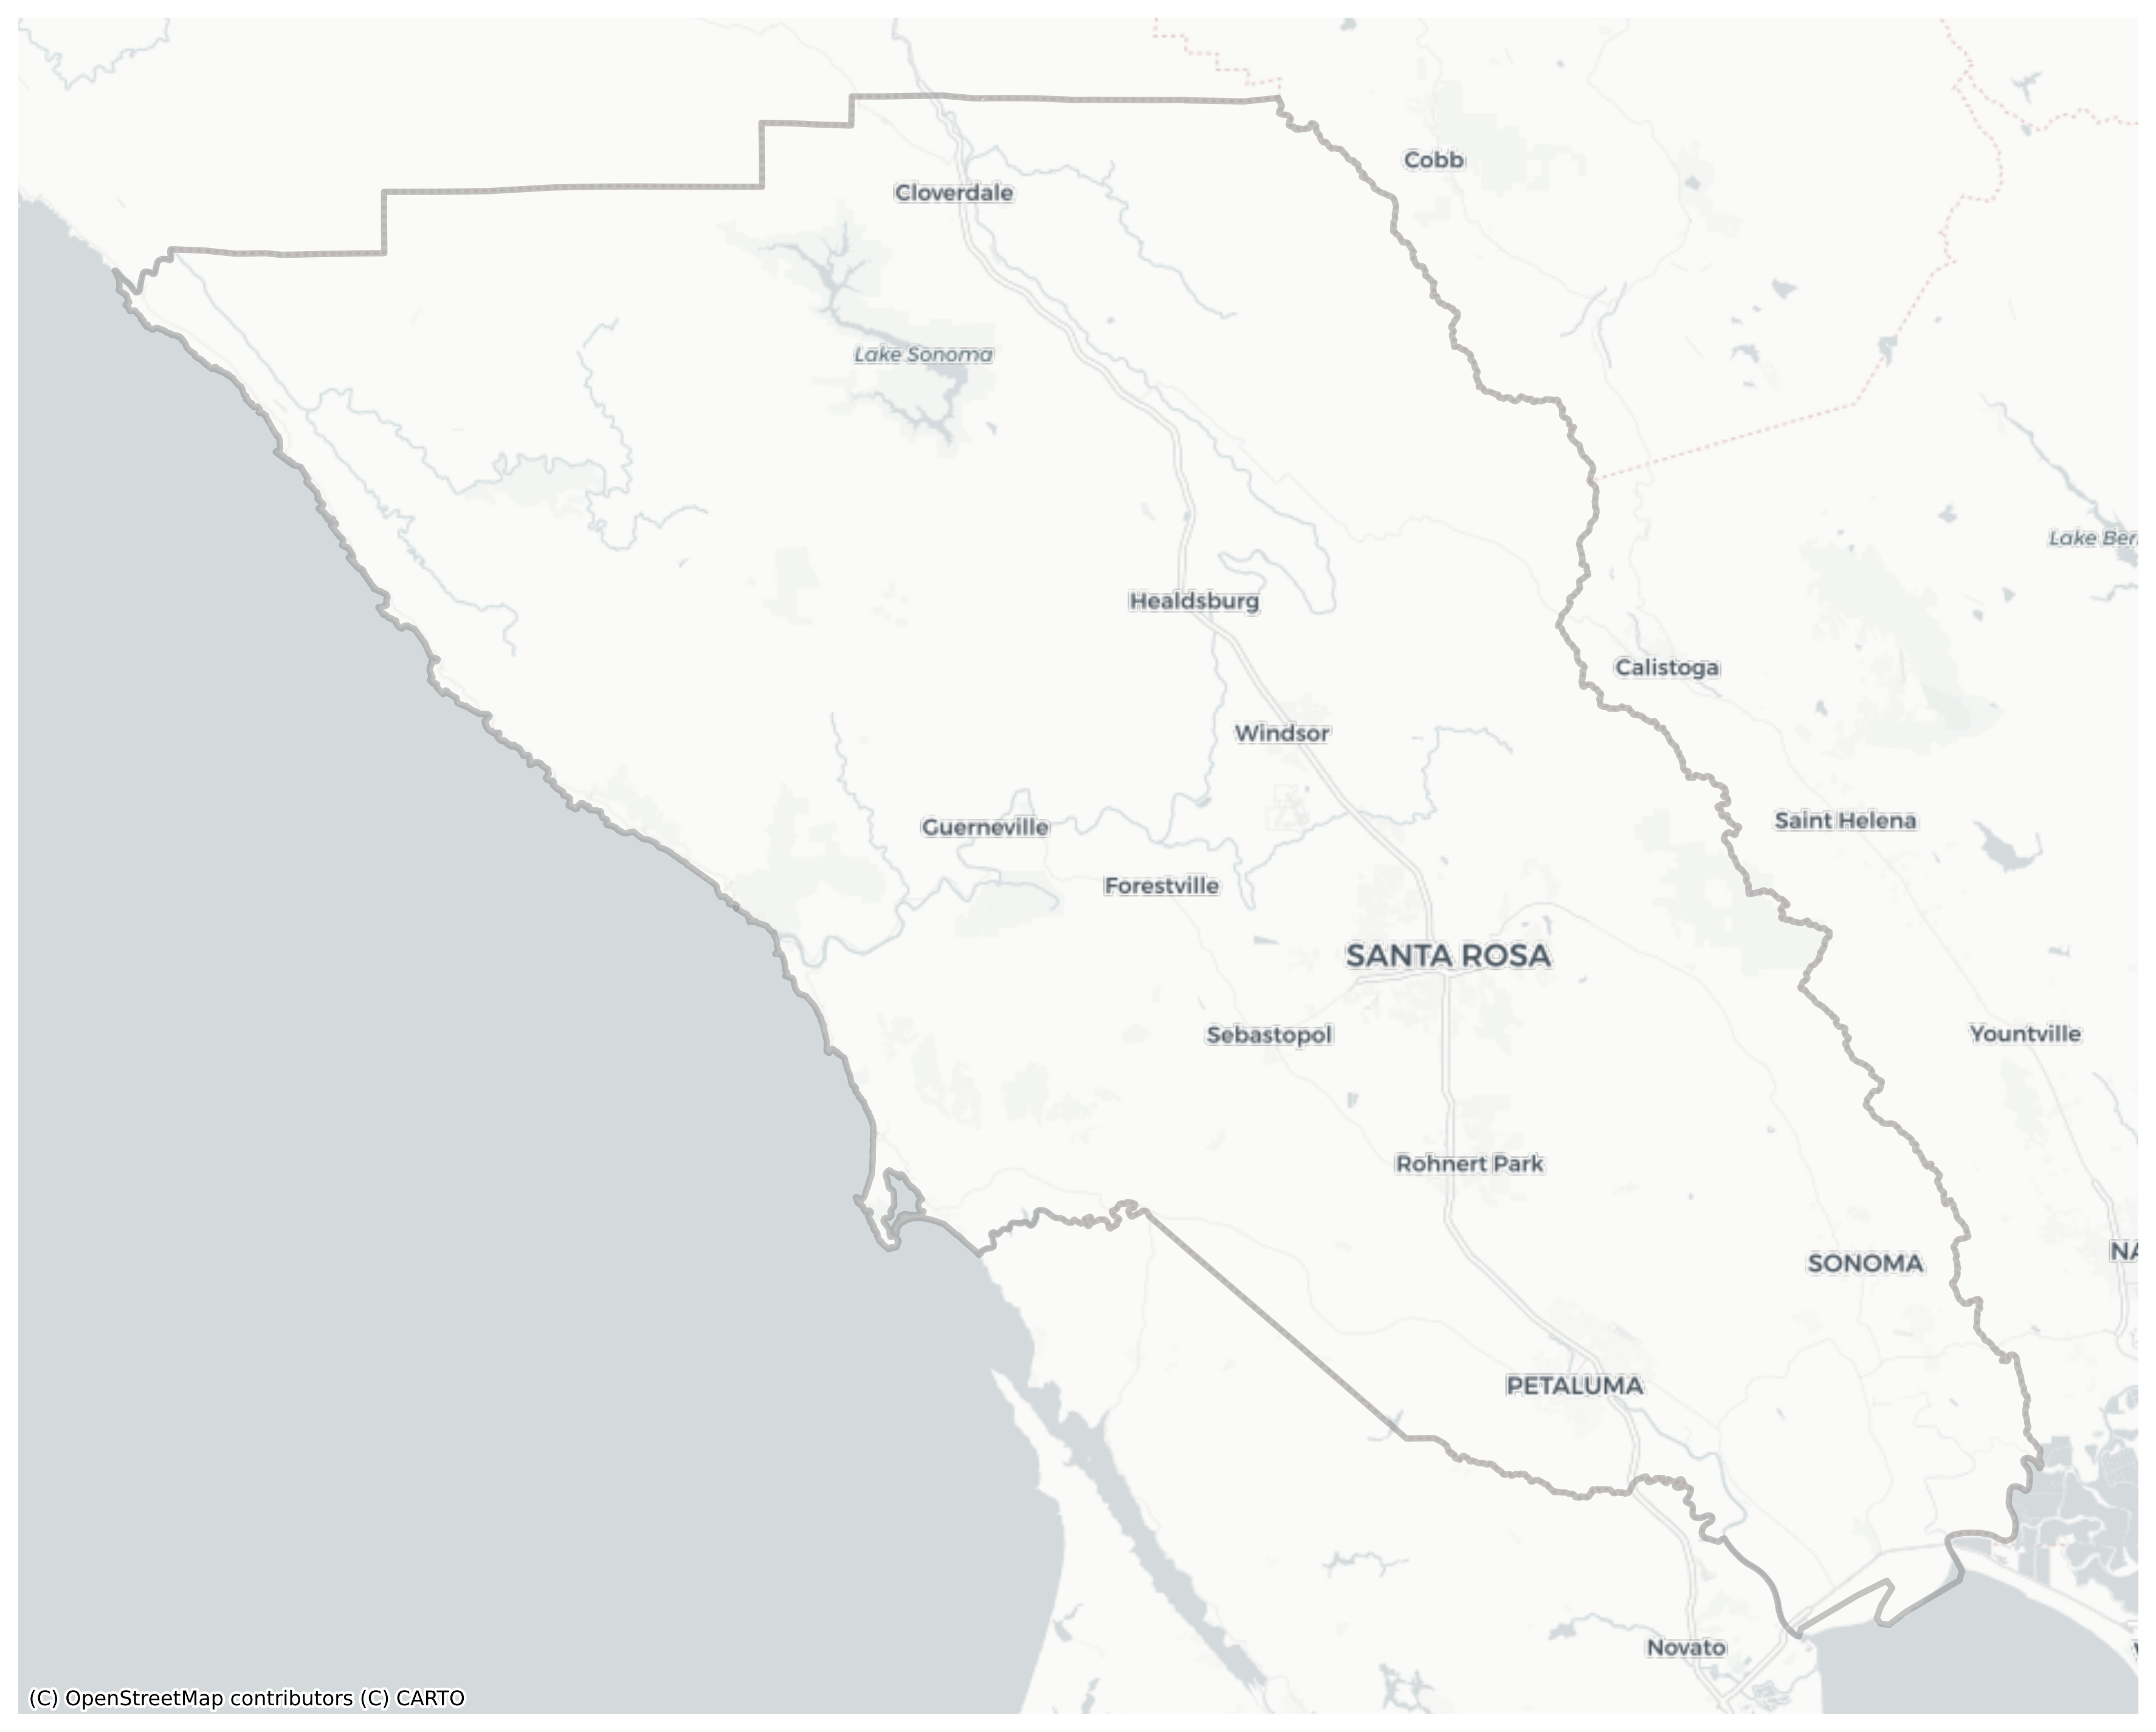 Cobb
Cloverdale
Lake Sonoma
Lake Ber
Healdsburg
Calistoga
Windsor
Saint Helena
Guerneville
Forestville
SANTA ROSA
Sebastopol
Yountville
Rohnert Park
NA
SONOMA
PETALUMA
Novato
(C) OpenStreetMap contributors (C) CARTO